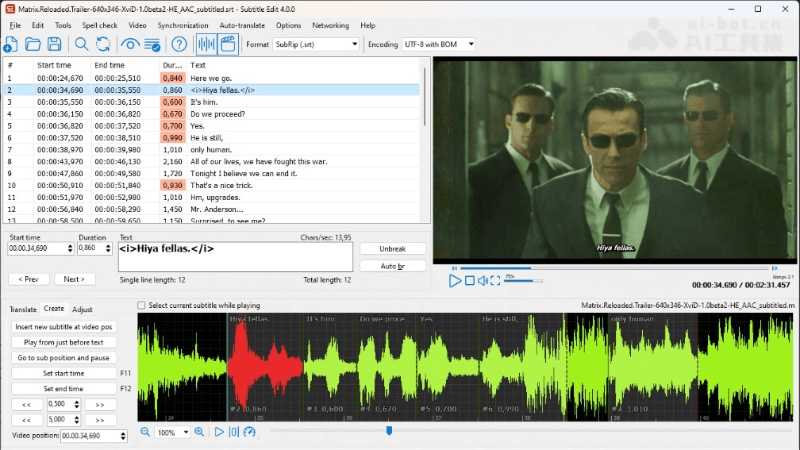 Matrix.Reloaded.Trailer-640x346-XviD-1.0beta2-HE_AAC_subtitled.srt - Subtitle Edit 4.0.0
File Edit Tools Spell check Video Synchronization Auto-translate Options Networking Help
Format SubRip (.srt) Encoding UTF-8 with BOM
ai-bot.cn
AI工具集
# Start time End time Dur... Text
1 00:00:24,670 00:00:25,510 0,840 Here we go.
2 00:00:34,690 00:00:35,550 0,860 <i>Hiya fellas.</i>
3 00:00:35,550 00:00:36,150 0,600 It's him.
4 00:00:36,150 00:00:36,820 0,670 Do we proceed?
5 00:00:36,820 00:00:37,520 0,700 Yes.
6 00:00:37,520 00:00:38,510 0,990 He is still,
7 00:00:38,970 00:00:39,980 1,010 only human.
8 00:00:43,970 00:00:46,130 2,160 All of our lives, we have fought this war.
9 00:00:47,860 00:00:49,580 1,720 Tonight I believe we can end it.
10 00:00:50,910 00:00:51,840 0,930 That's a nice trick.
11 00:00:51,970 00:00:52,980 1,010 Hm, upgrades.
12 00:00:56,840 00:00:58,290 1,450 Mr. Anderson...
13 00:00:58,500 00:00:59,650 1,150 Surprised, to see me?
Start time Duration Text Chars/sec: 13,95
00:00:34,690 0,860 <i>Hiya fellas.</i> Unbreak
Auto br
< Prev Next > Single line length: 12 Total length: 12
Hiya fellas.
75%
00:00:34.690 / 00:02:31.457
Translate Create Adjust
Select current subtitle while playing
Matrix.Reloaded.Trailer-640x346-XviD-1.0beta2-HE_AAC_subtitled.m
Insert new subtitle at video pos
Play from just before text
Go to sub position and pause
Set start time F11
Set end time F12
<< 0,500 >>
<< 5,000 >>
Video position: 00:00:34,690
Hiya fellas. It's him. Do we proce... Yes. He is still, only human.
#2 0,860 #3 0,600 #4 0,670 #5 0,700 #6 0,990 #7 1,010
34 35 36 37 38 39 40
100%